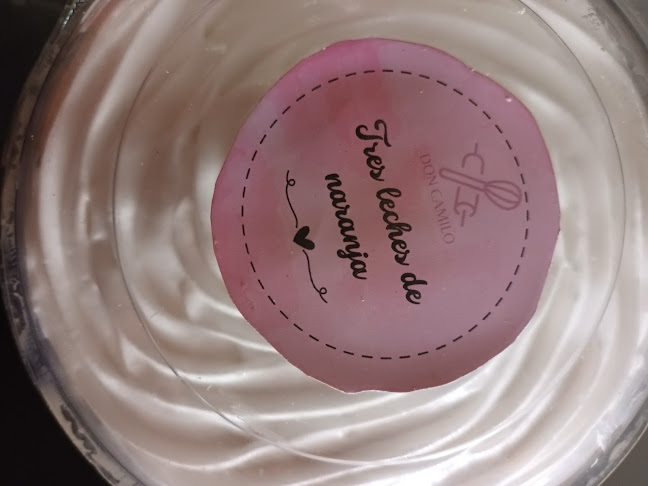 DON CAMILO
Tres leches de
naranja